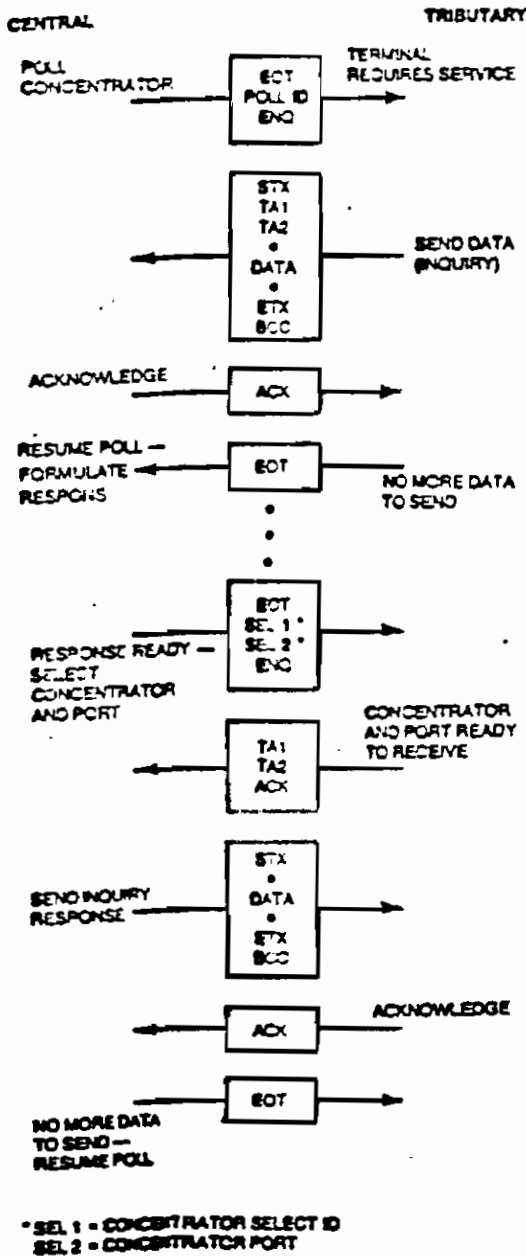 CENTRAL
TRIBUTARY
POLL
CONCENTRATOR
EOT
POLL ID
ENQ
TERMINAL
REQUIRES SERVICE
STX
TA1
TA2
•
DATA
•
ETX
BCC
SEND DATA
(INQUIRY)
ACKNOWLEDGE
ACK
RESUME POLL —
FORMULATE
RESPONS
EOT
NO MORE DATA
TO SEND
•
•
•
EOT
SEL 1 *
SEL 2 *
ENQ
RESPONSE READY —
SELECT
CONCENTRATOR
AND PORT
CONCENTRATOR
AND PORT READY
TO RECEIVE
TA1
TA2
ACK
SEND INQUIRY
RESPONSE
STX
•
DATA
•
ETX
BCC
ACK
ACKNOWLEDGE
EOT
NO MORE DATA
TO SEND —
RESUME POLL
* SEL 1 = CONCENTRATOR SELECT ID
SEL 2 = CONCENTRATOR PORT